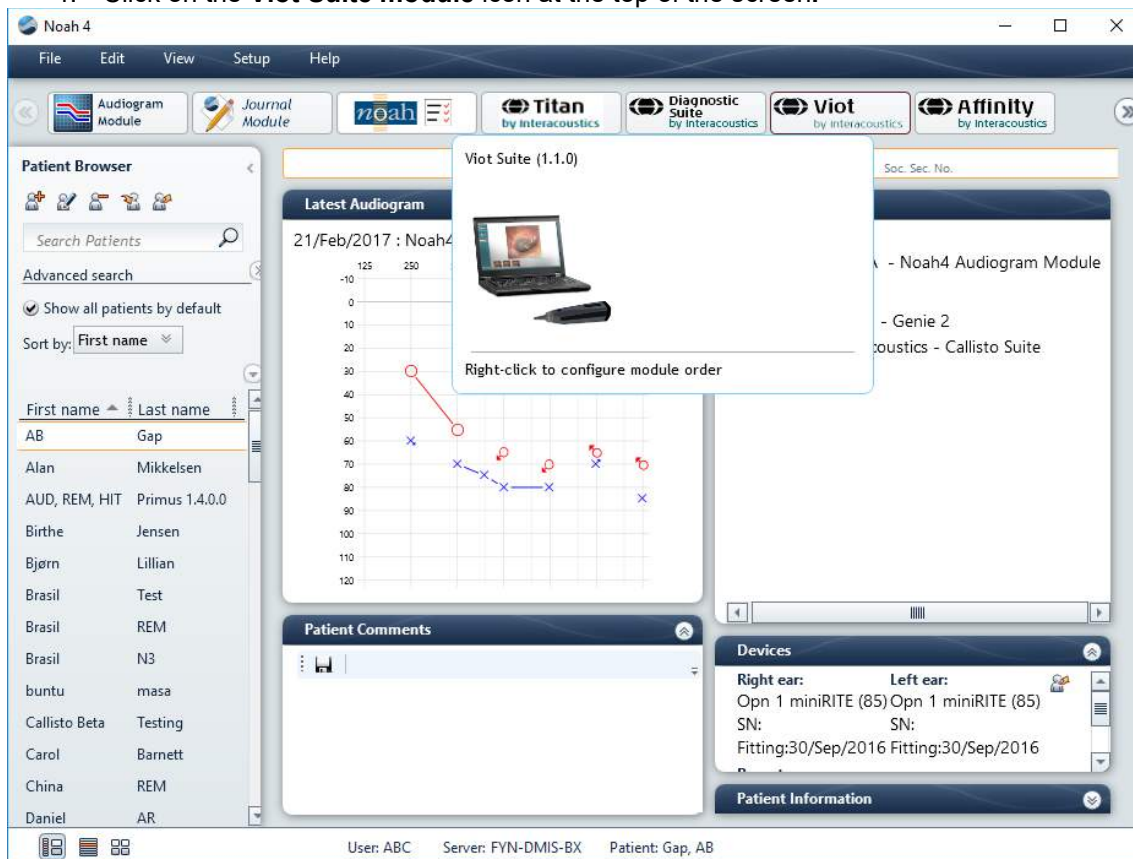 Click on the Viot Suite Module icon at the top of the screen.
Noah 4
File Edit View Setup Help
Audiogram Module
Journal Module
noah
Titan by Interacoustics
Diagnostic Suite by Interacoustics
Viot by Interacoustics
Affinity by Interacoustics
Patient Browser
Search Patients
Advanced search
Show all patients by default
Sort by: First name
First name Last name
AB Gap
Alan Mikkelsen
AUD, REM, HIT Primus 1.4.0.0
Birthe Jensen
Bjørn Lillian
Brasil Test
Brasil REM
Brasil N3
buntu masa
Callisto Beta Testing
Carol Barnett
China REM
Daniel AR
Soc. Sec. No.
Viot Suite (1.1.0)
Right-click to configure module order
Latest Audiogram
21/Feb/2017 : Noah4
125 250
-10
0
10
20
30
40
50
60
70
80
90
100
110
120
- Noah4 Audiogram Module
- Genie 2
- Callisto Suite
Patient Comments
Devices
Right ear: Left ear:
Opn 1 miniRITE (85) Opn 1 miniRITE (85)
SN: SN:
Fitting:30/Sep/2016 Fitting:30/Sep/2016
Patient Information
User: ABC Server: FYN-DMIS-BX Patient: Gap, AB